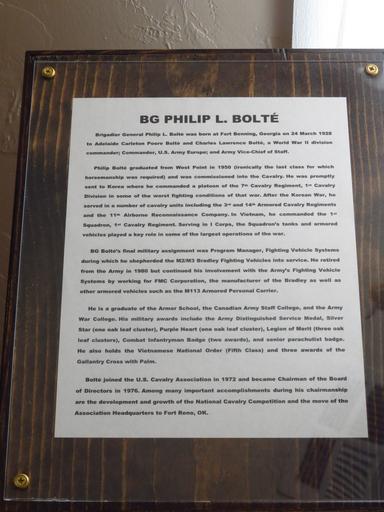 BG PHILIP L. BOLTÉ
Brigadier General Philip L. Bolté was born at Fort Benning, Georgia on 24 March 1928
to Adelaide Carleton Poore Bolté and Charles Lawrence Bolté, a World War II division
commander; Commander, U.S. Army Europe; and Army Vice-Chief of Staff.
Philip Bolté graduated from West Point in 1950 (ironically the last class for which
horsemanship was required) and was commissioned into the Cavalry. He was promptly
sent to Korea where he commanded a platoon of the 7th Cavalry Regiment, 1st Cavalry
Division in some of the worst fighting conditions of that war. After the Korean War, he
served in a number of cavalry units including the 3rd and 14th Armored Cavalry Regiments
and the 11th Airborne Reconnaissance Company. In Vietnam, he commanded the 1st
Squadron, 1st Cavalry Regiment. Serving in I Corps, the Squadron's tanks and armored
vehicles played a key role in some of the largest operations of the war.
BG Bolté's final military assignment was Program Manager, Fighting Vehicle Systems
during which he shepherded the M2/M3 Bradley Fighting Vehicles into service. He retired
from the Army in 1980 but continued his involvement with the Army's Fighting Vehicle
Systems by working for FMC Corporation, the manufacturer of the Bradley as well as
other armored vehicles such as the M113 Armored Personnel Carrier.
He is a graduate of the Armor School, the Canadian Army Staff College, and the Army
War College. His military awards include the Army Distinguished Service Medal, Silver
Star (one oak leaf cluster), Purple Heart (one oak leaf cluster), Legion of Merit (three oak
leaf clusters), Combat Infantryman Badge (two awards), and senior parachutist badge.
He also holds the Vietnamese National Order (Fifth Class) and three awards of the
Gallantry Cross with Palm.
Bolté joined the U.S. Cavalry Association in 1972 and became Chairman of the Board
of Directors in 1976. Among many important accomplishments during his chairmanship
are the development and growth of the National Cavalry Competition and the move of the
Association Headquarters to Fort Reno, OK.